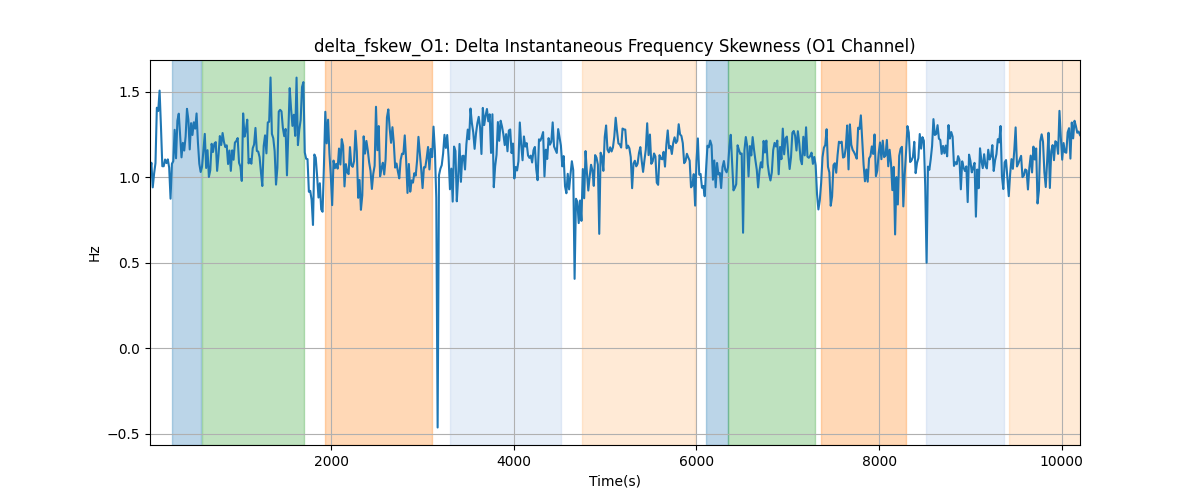 delta_fskew_O1: Delta Instantaneous Frequency Skewness (O1 Channel)
1.5
1.0
0.5
0.0
−0.5
Hz
2000 4000 6000 8000 10000
Time(s)